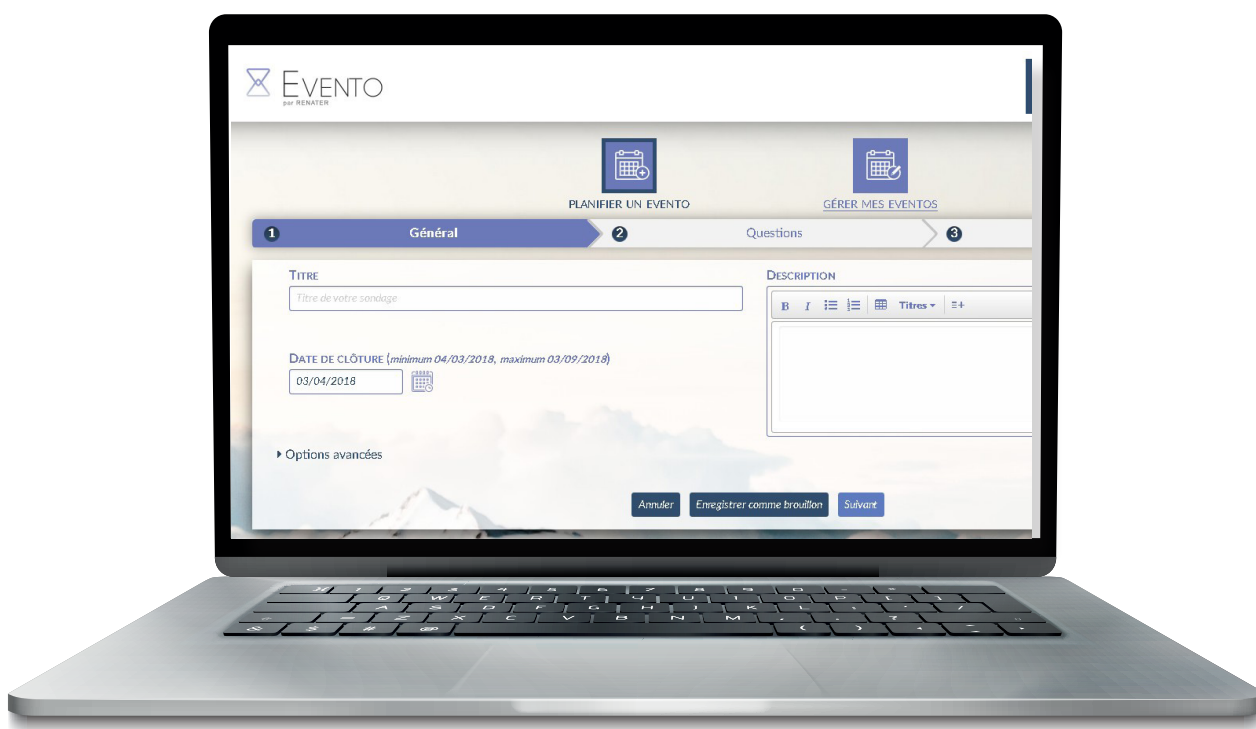 EVENTO
par RENATER
PLANIFIER UN EVENTO
GÉRER MES EVENTOS
1 Général 2 Questions 3
TITRE
Titre de votre sondage
DESCRIPTION
B I Titres
DATE DE CLÔTURE (minimum 04/03/2018, maximum 03/09/2018)
03/04/2018
Options avancées
Annuler Enregistrer comme brouillon Suivant
Q W E R T Y U I O P [ ]
A S D F G H J K L
Z X C V B N M